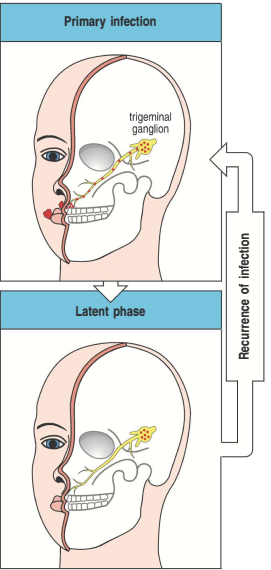 Primary infection
trigeminal
ganglion
Latent phase
Recurrence of infection